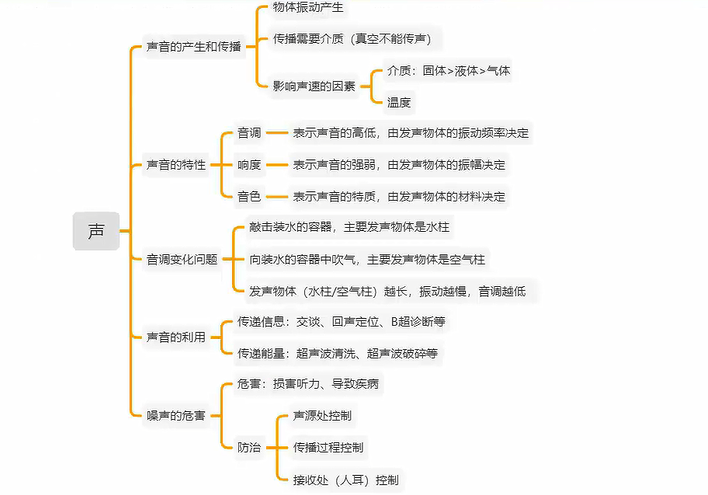 声
声音的产生和传播
物体振动产生
传播需要介质（真空不能传声）
影响声速的因素
介质：固体>液体>气体
温度
声音的特性
音调
表示声音的高低，由发声物体的振动频率决定
响度
表示声音的强弱，由发声物体的振幅决定
音色
表示声音的特质，由发声物体的材料决定
音调变化问题
敲击装水的容器，主要发声物体是水柱
向装水的容器中吹气，主要发声物体是空气柱
发声物体（水柱/空气柱）越长，振动越慢，音调越低
声音的利用
传递信息：交谈、回声定位、B超诊断等
传递能量：超声波清洗、超声波破碎等
噪声的危害
危害：损害听力、导致疾病
防治
声源处控制
传播过程控制
接收处（人耳）控制